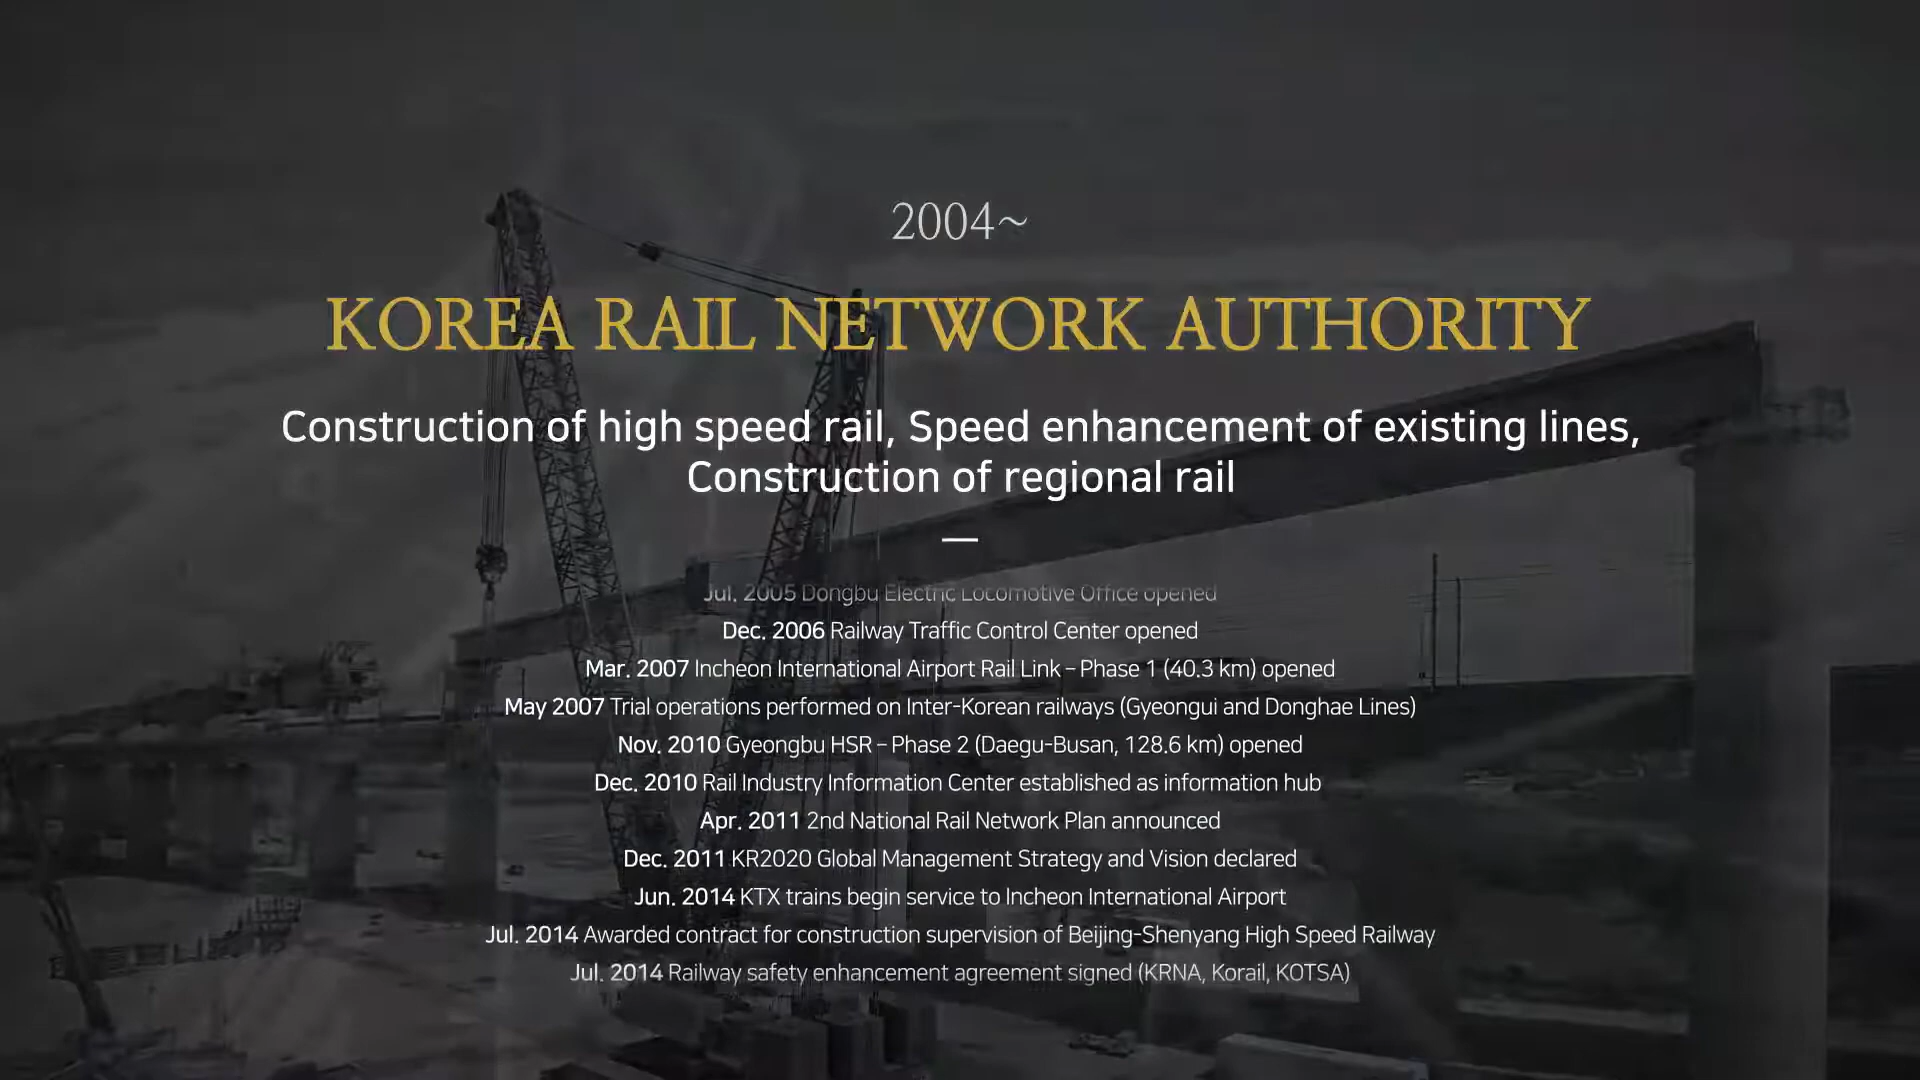 2004~
KOREA RAIL NETWORK AUTHORITY
Construction of high speed rail, Speed enhancement of existing lines,
Construction of regional rail
Jul. 2005 Dongbu Electric Locomotive Office opened
Dec. 2006 Railway Traffic Control Center opened
Mar. 2007 Incheon International Airport Rail Link – Phase 1 (40.3 km) opened
May 2007 Trial operations performed on Inter-Korean railways (Gyeongui and Donghae Lines)
Nov. 2010 Gyeongbu HSR – Phase 2 (Daegu-Busan, 128.6 km) opened
Dec. 2010 Rail Industry Information Center established as information hub
Apr. 2011 2nd National Rail Network Plan announced
Dec. 2011 KR2020 Global Management Strategy and Vision declared
Jun. 2014 KTX trains begin service to Incheon International Airport
Jul. 2014 Awarded contract for construction supervision of Beijing-Shenyang High Speed Railway
Jul. 2014 Railway safety enhancement agreement signed (KRNA, Korail, KOTSA)